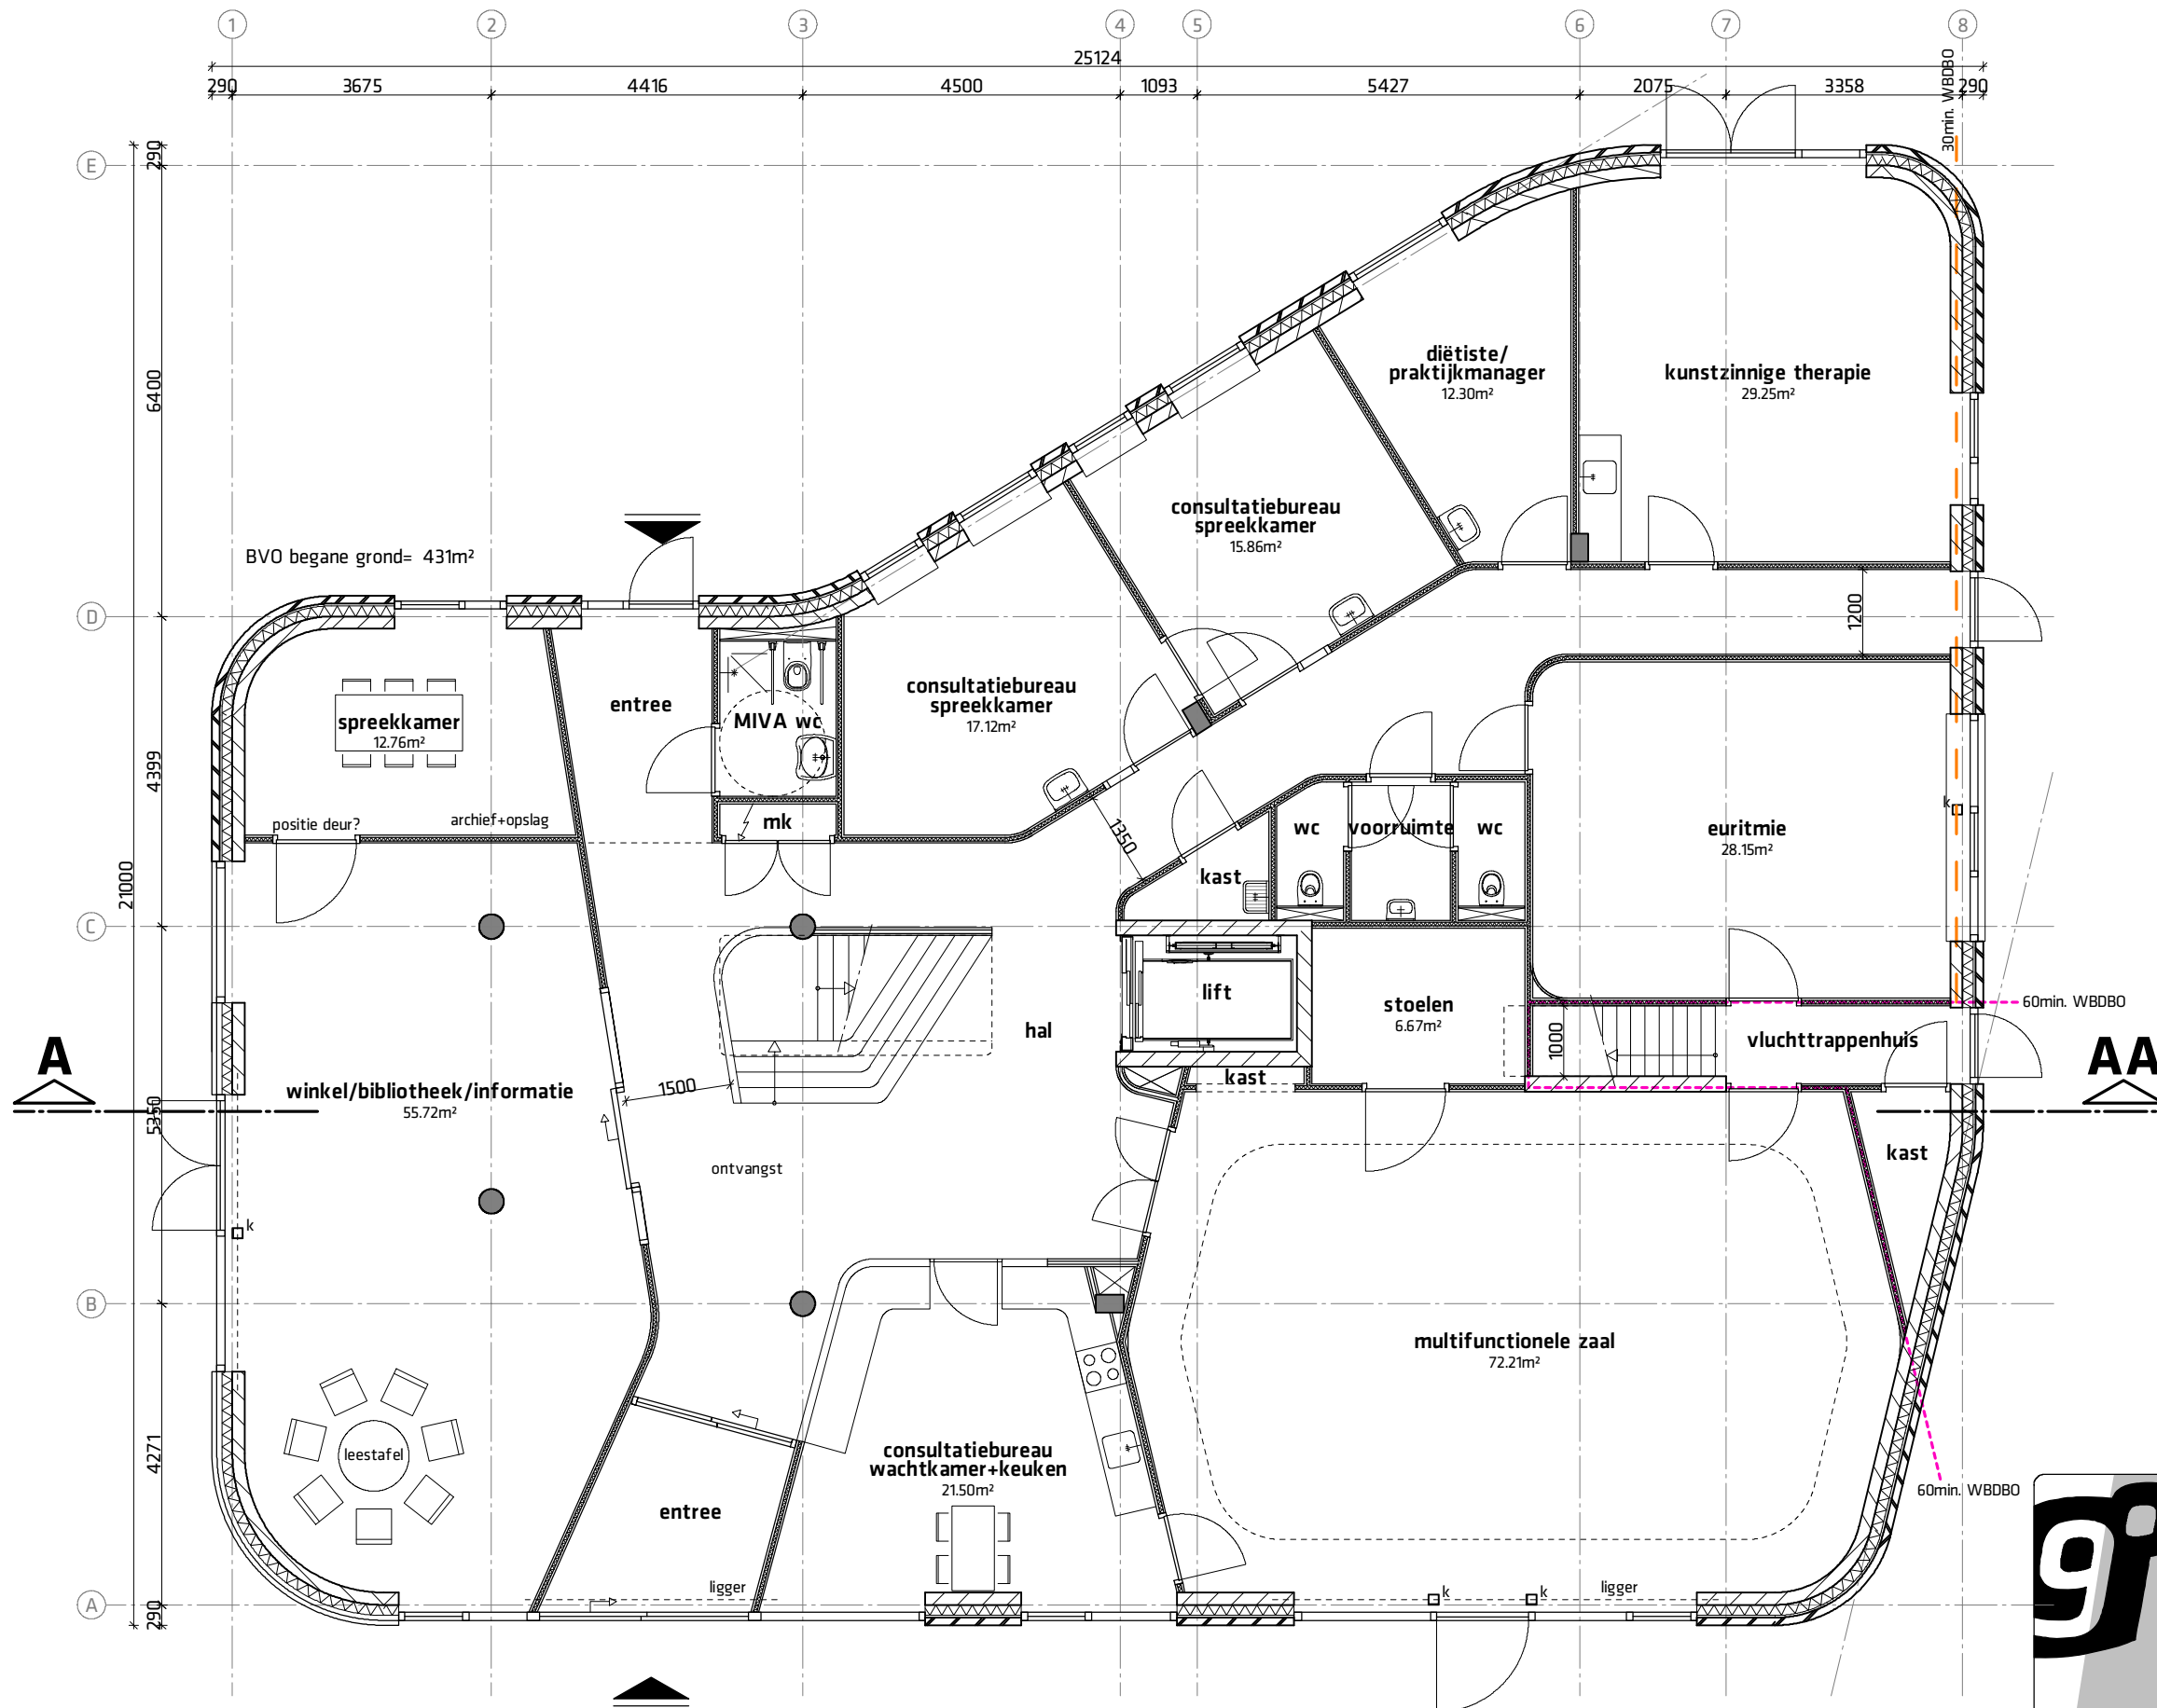 1 2 3 4 5 6 7 8
25124
290 3675 4416 4500 1093 5427 2075 3358 290
30min. WBDBO
E
290
6400
diëtiste/
praktijkmanager
12.30m²
kunstzinnige therapie
29.25m²
consultatiebureau
spreekkamer
15.86m²
BVO begane grond= 431m²
D
1200
entree
MIVA wc
consultatiebureau
spreekkamer
17.12m²
spreekkamer
12.76m²
4399
k
positie deur?
archief+opslag
mk
1350
wc
voorruimte
wc
euritmie
28.15m²
kast
21000
C
lift
stoelen
6.67m²
hal
60min. WBDBO
1000
vluchttrappenhuis
A
AA
kast
winkel/bibliotheek/informatie
55.72m²
1500
5350
kast
ontvangst
k
B
multifunctionele zaal
72.21m²
leestafel
4271
consultatiebureau
wachtkamer+keuken
21.50m²
entree
60min. WBDBO
gf
ligger
k
k
ligger
A
290